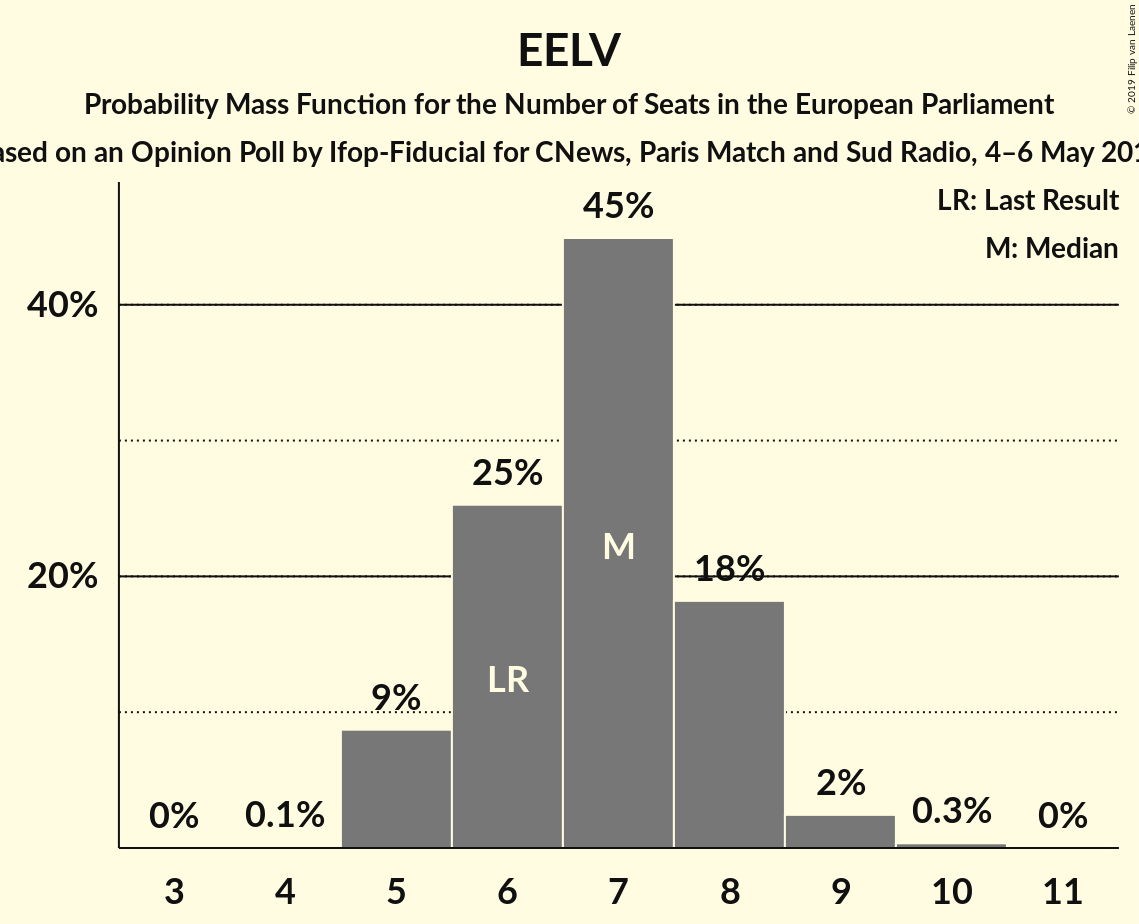 EELV
Probability Mass Function for the Number of Seats in the European Parliament
on an Opinion Poll by Ifop-Fiducial for CNews, Paris Match and Sud Radio, 4–6 May
© 2019 Filip van Laenen
LR: Last Result
M: Median
45%
40%
25%
M
18%
20%
LR
9%
2%
0% 0.1% 0.3% 0%
3 4 5 6 7 8 9 10 11